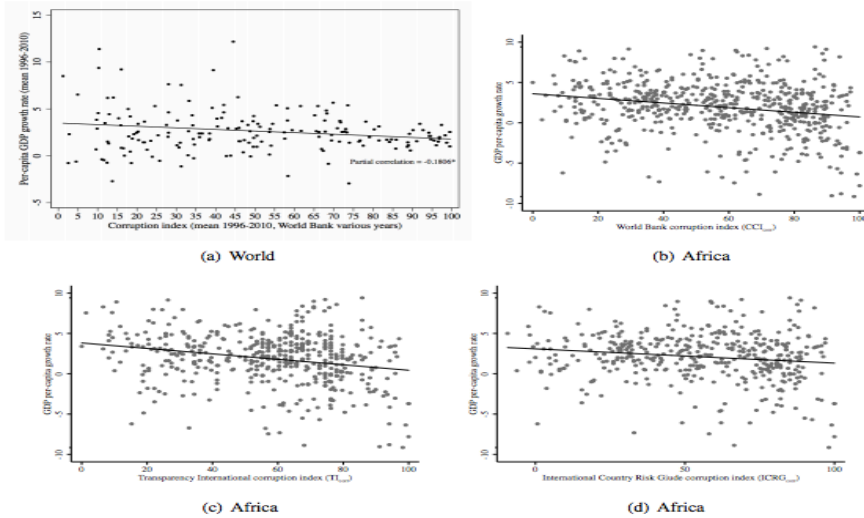 15
10
5
0
-5
Per-capita GDP growth rate (mean 1996-2010)
Partial correlation = -0.1806*
0 5 10 15 20 25 30 35 40 45 50 55 60 65 70 75 80 85 90 95 100
Corruption index (mean 1996-2010, World Bank various years)
(a) World
10
5
0
-5
-10
GDP per-capita growth rate
0 20 40 60 80 100
World Bank corruption index (CCIcorr)
(b) Africa
10
5
0
-5
-10
GDP per-capita growth rate
0 20 40 60 80 100
Transparency International corruption index (TIcorr)
(c) Africa
10
5
0
-5
-10
GDP per-capita growth rate
0 50 100
International Country Risk Giude corruption index (ICRGcorr)
(d) Africa